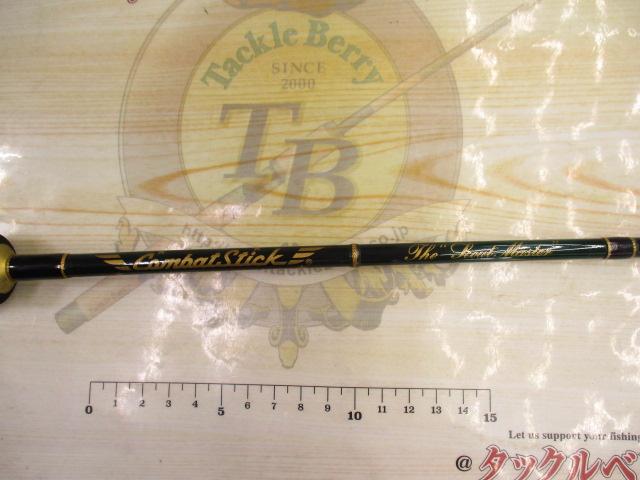 Tackle Berry
SINCE
2000
TB
Combat Stick ®
The "Scout Master"
0 1 2 3 4 5 6 7 8 9 10 11 12 13 14 15
Let us support your fishing
@タックルベ